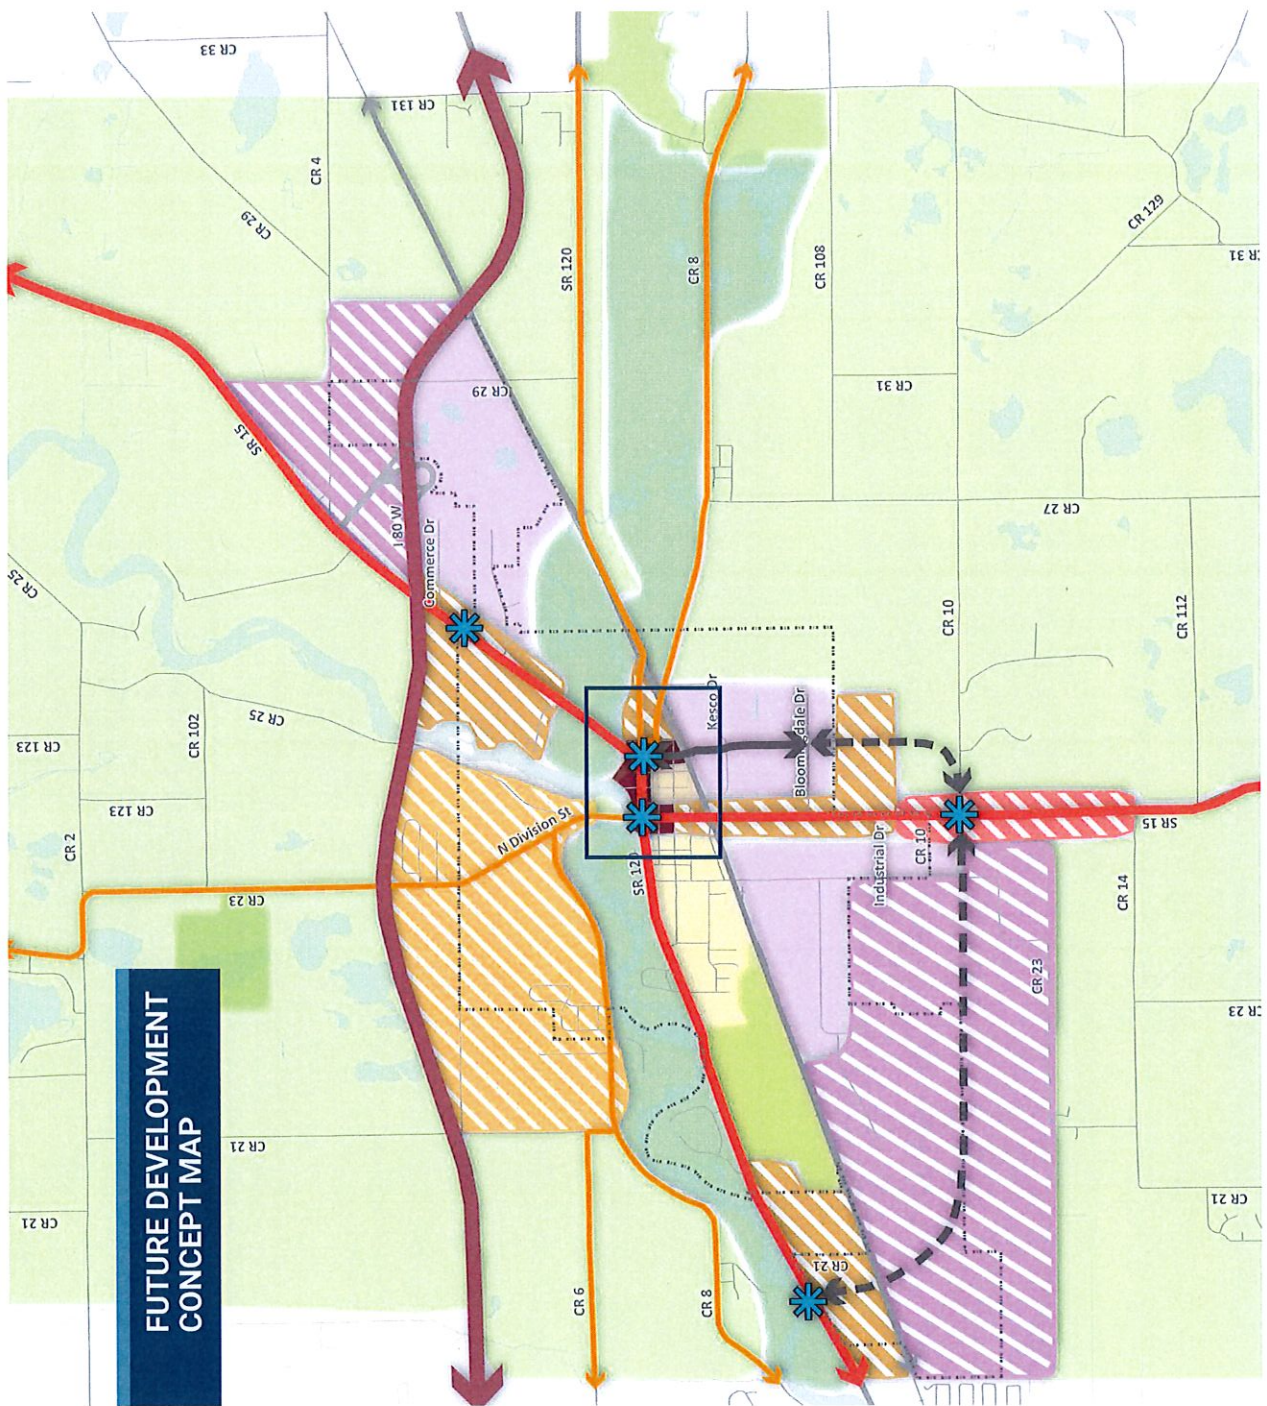 FUTURE DEVELOPMENT
CONCEPT MAP
CR 33
CR 131
CR 4
CR 29
SR 120
CR 8
CR 108
CR 129
CR 31
CR 29
CR 31
SR 15
I 80 W
Commerce Dr
CR 27
CR 25
CR 10
CR 112
CR 102
CR 25
CR 123
CR 123
CR 2
Kesco Dr
Bloomingdale Dr
N Division St
SR 120
Industrial Dr
CR 10
SR 15
CR 14
CR 23
CR 23
CR 23
CR 21
CR 21
CR 21
CR 21
CR 6
CR 8